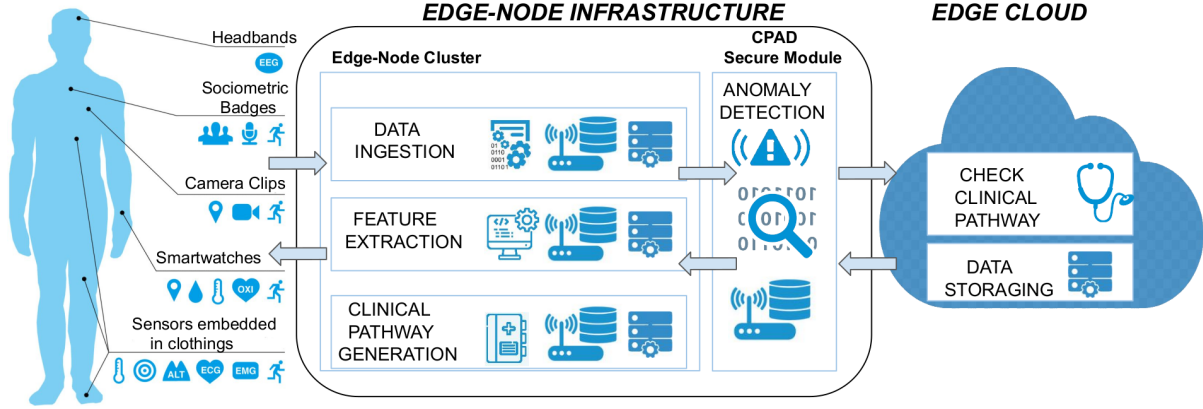 EDGE-NODE INFRASTRUCTURE
EDGE CLOUD
Headbands
EEG
Sociometric
Badges
Camera Clips
Smartwatches
OXI
Sensors embedded
in clothings
ALT
ECG
EMG
Edge-Node Cluster
DATA
INGESTION
01
0110
0001
01101
FEATURE
EXTRACTION
</>
CLINICAL
PATHWAY
GENERATION
CPAD
Secure Module
ANOMALY
DETECTION
CHECK
CLINICAL
PATHWAY
DATA
STORAGING